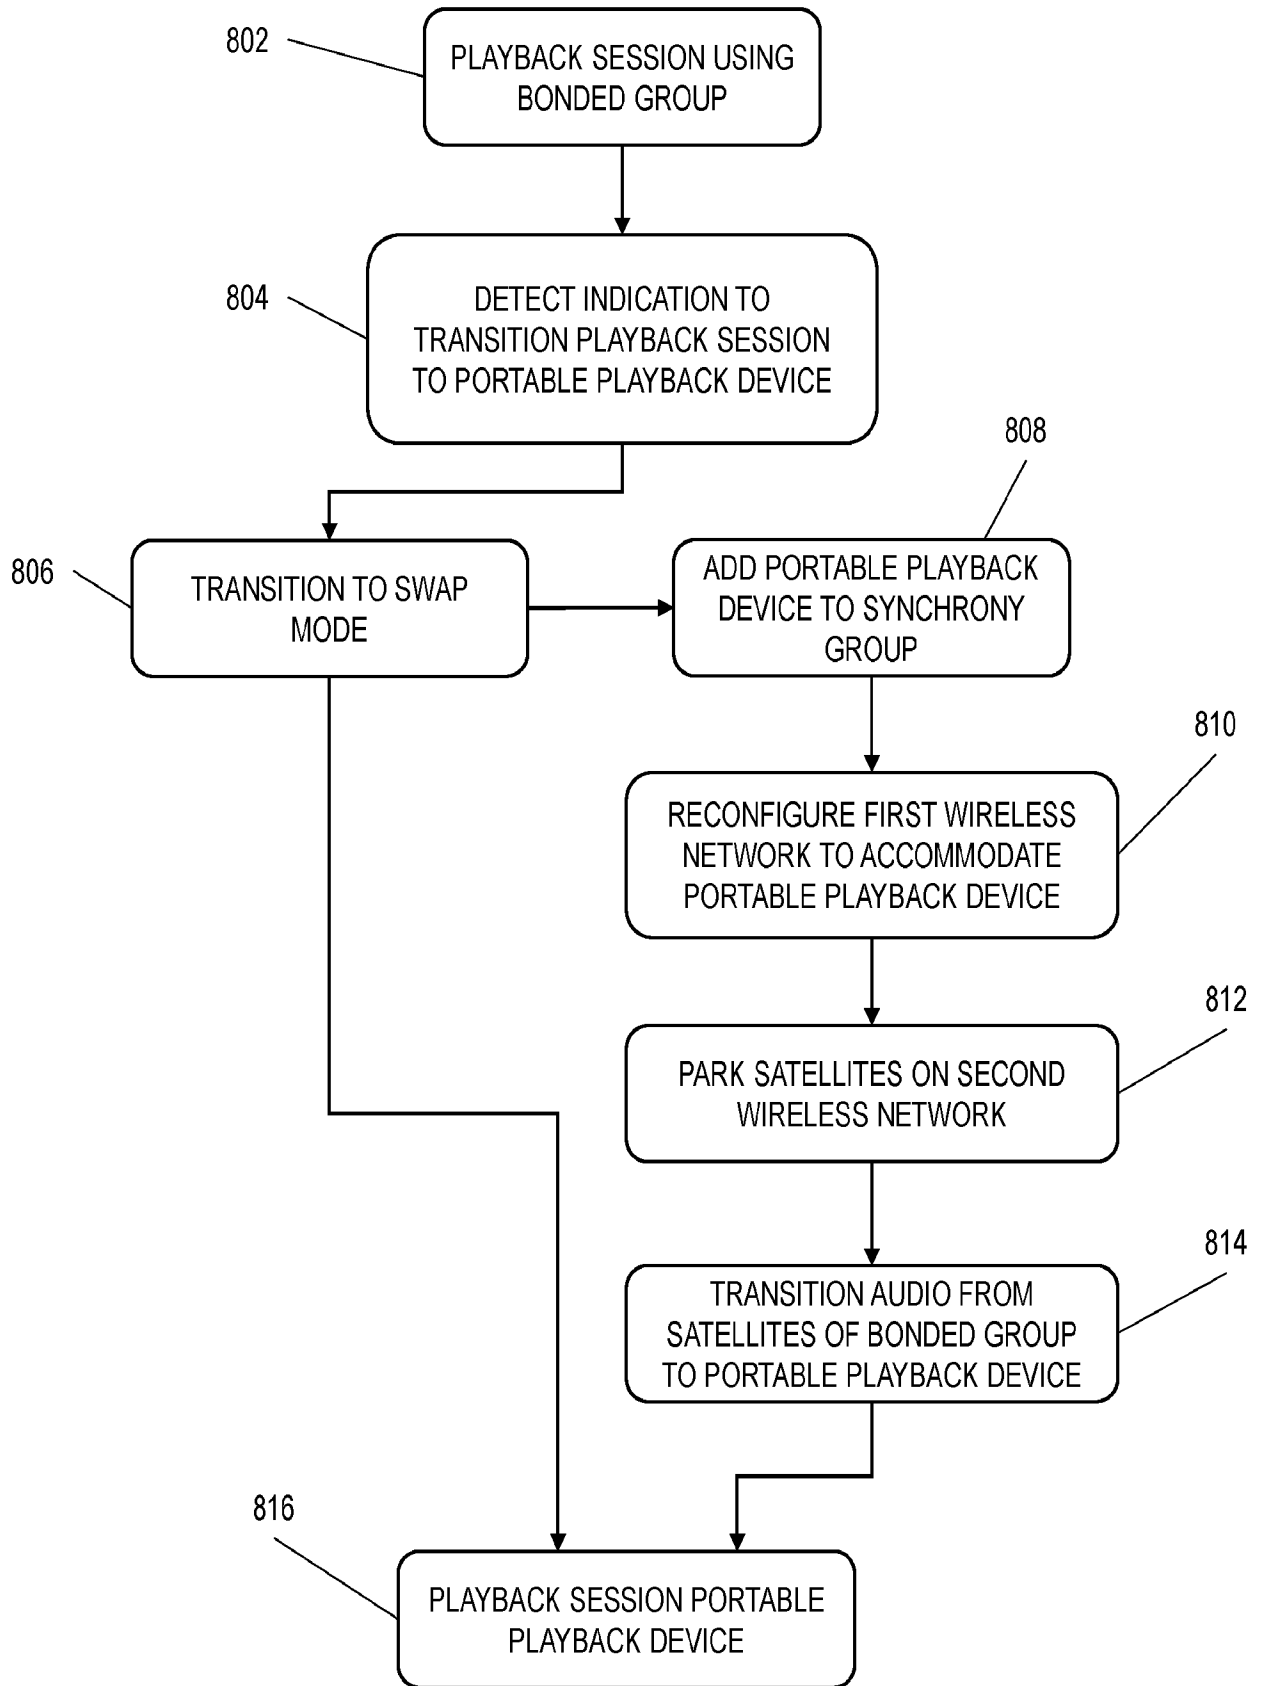 802
PLAYBACK SESSION USING
BONDED GROUP
804
DETECT INDICATION TO
TRANSITION PLAYBACK SESSION
TO PORTABLE PLAYBACK DEVICE
806
TRANSITION TO SWAP
MODE
808
ADD PORTABLE PLAYBACK
DEVICE TO SYNCHRONY
GROUP
810
RECONFIGURE FIRST WIRELESS
NETWORK TO ACCOMMODATE
PORTABLE PLAYBACK DEVICE
812
PARK SATELLITES ON SECOND
WIRELESS NETWORK
814
TRANSITION AUDIO FROM
SATELLITES OF BONDED GROUP
TO PORTABLE PLAYBACK DEVICE
816
PLAYBACK SESSION PORTABLE
PLAYBACK DEVICE